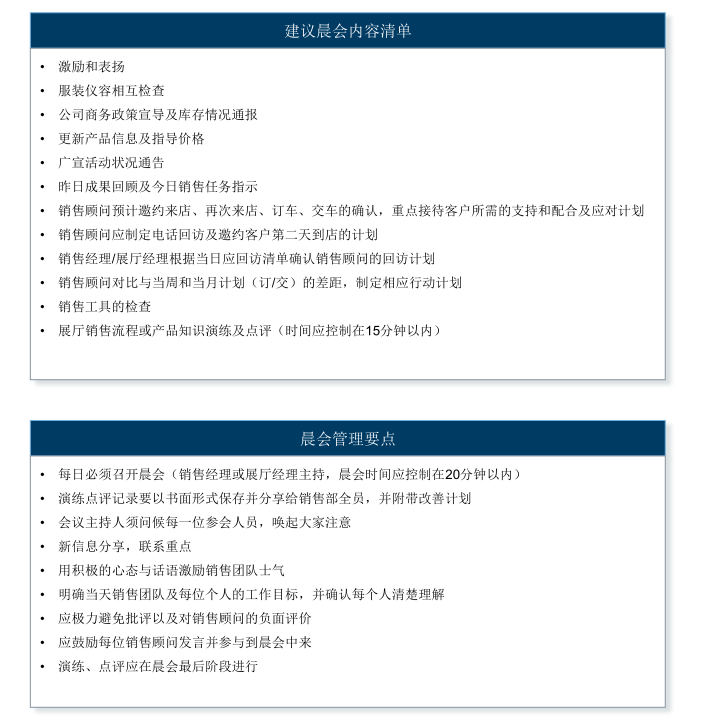 建议晨会内容清单
• 激励和表扬
• 服装仪容相互检查
• 公司商务政策宣导及库存情况通报
• 更新产品信息及指导价格
• 广宣活动状况通告
• 昨日成果回顾及今日销售任务指示
• 销售顾问预计邀约来店、再次来店、订车、交车的确认，重点接待客户所需的支持和配合及应对计划
• 销售顾问应制定电话回访及邀约客户第二天到店的计划
• 销售经理/展厅经理根据当日应回访清单确认销售顾问的回访计划
• 销售顾问对比与当周和当月计划（订/交）的差距，制定相应行动计划
• 销售工具的检查
• 展厅销售流程或产品知识演练及点评（时间应控制在15分钟以内）
晨会管理要点
• 每日必须召开晨会（销售经理或展厅经理主持，晨会时间应控制在20分钟以内）
• 演练点评记录要以书面形式保存并分享给销售部全员，并附带改善计划
• 会议主持人须问候每一位参会人员，唤起大家注意
• 新信息分享，联系重点
• 用积极的心态与话语激励销售团队士气
• 明确当天销售团队及每位个人的工作目标，并确认每个人清楚理解
• 应极力避免批评以及对销售顾问的负面评价
• 应鼓励每位销售顾问发言并参与到晨会中来
• 演练、点评应在晨会最后阶段进行